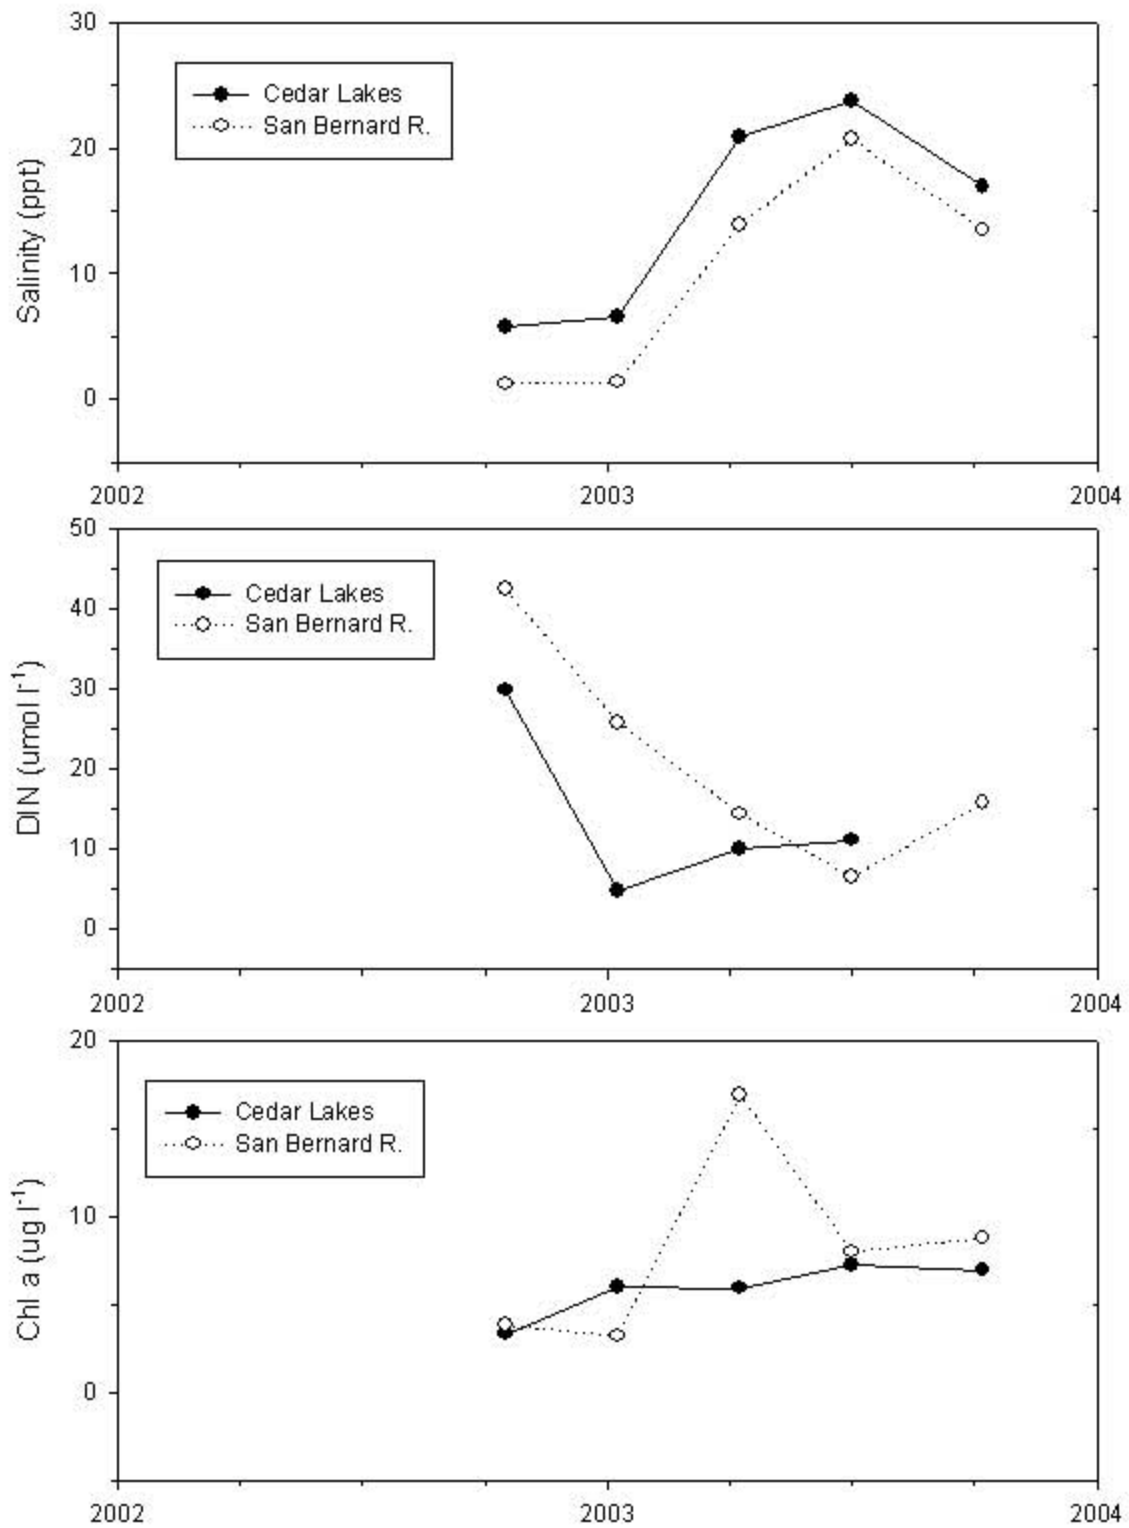 30
Cedar Lakes
San Bernard R.
20
10
0
Salinity (ppt)
2002 2003 2004
50
Cedar Lakes
San Bernard R.
40
30
20
10
0
DIN (umol l⁻¹)
2002 2003 2004
20
Cedar Lakes
San Bernard R.
10
0
Chl a (ug l⁻¹)
2002 2003 2004